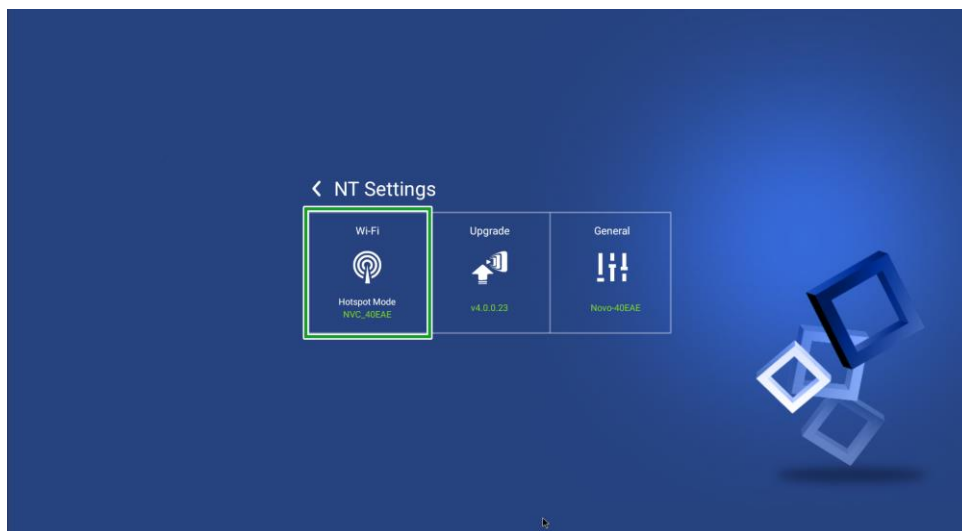 NT Settings
Wi-Fi
Hotspot Mode
NVC_40EAE
Upgrade
v4.0.0.23
General
Novo-40EAE